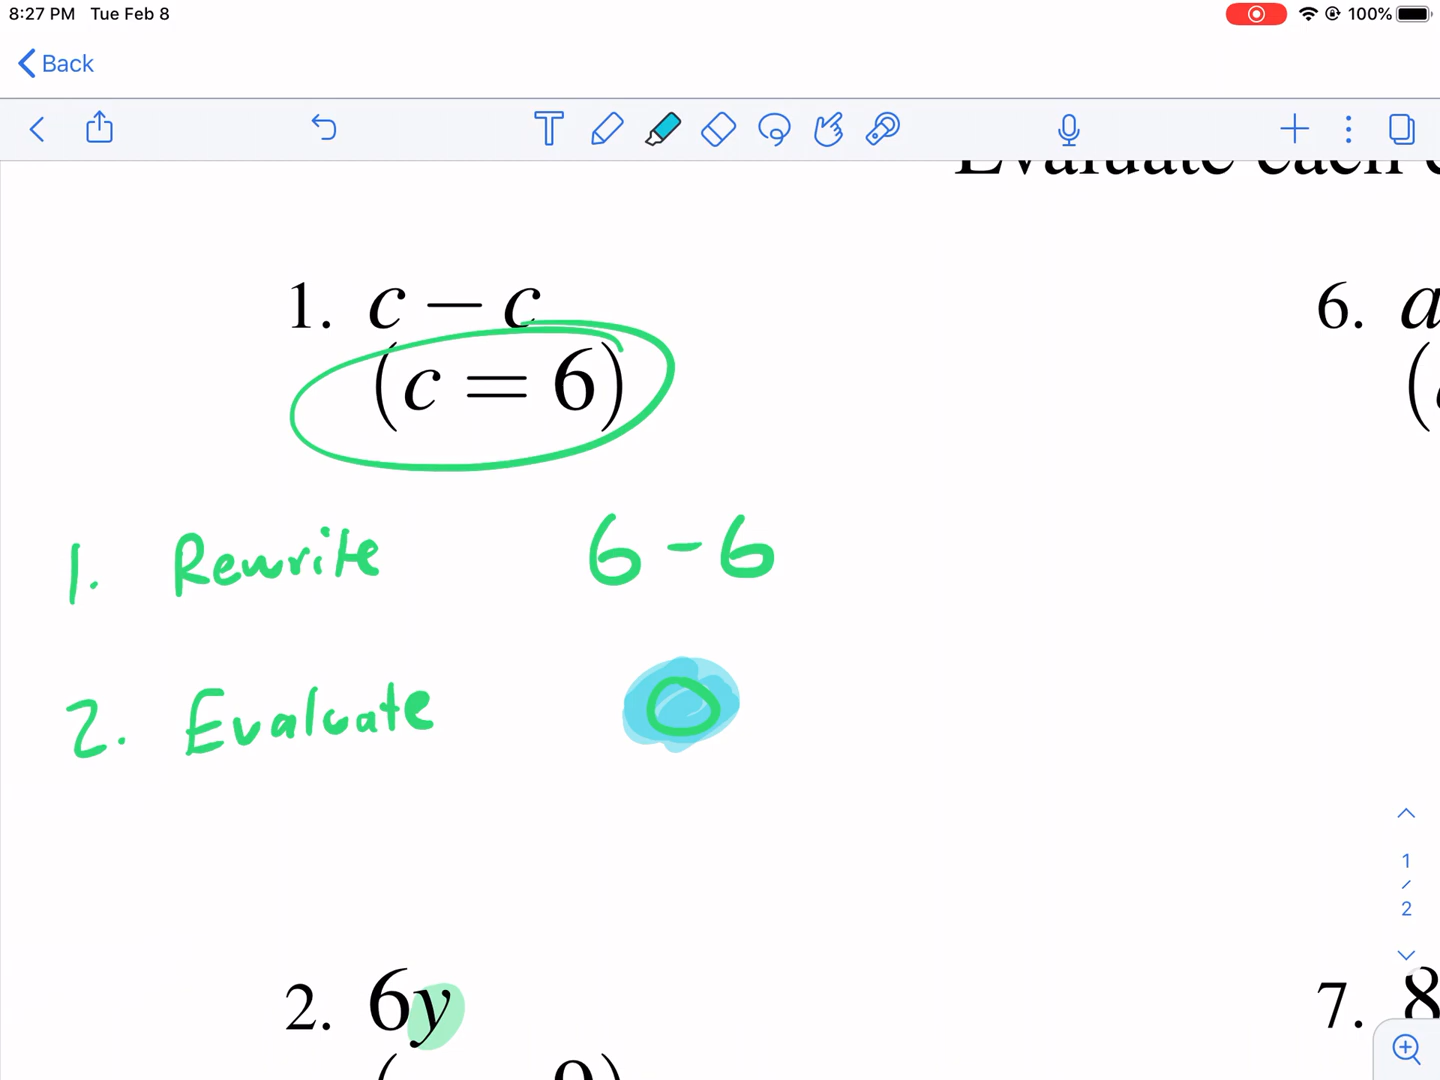 8:27 PM Tue Feb 8
100%
Back
1. c − c
(c = 6)
1. Rewrite 6 - 6
2. Evaluate 0
2. 6y
6. a
7. 8
1
/
2